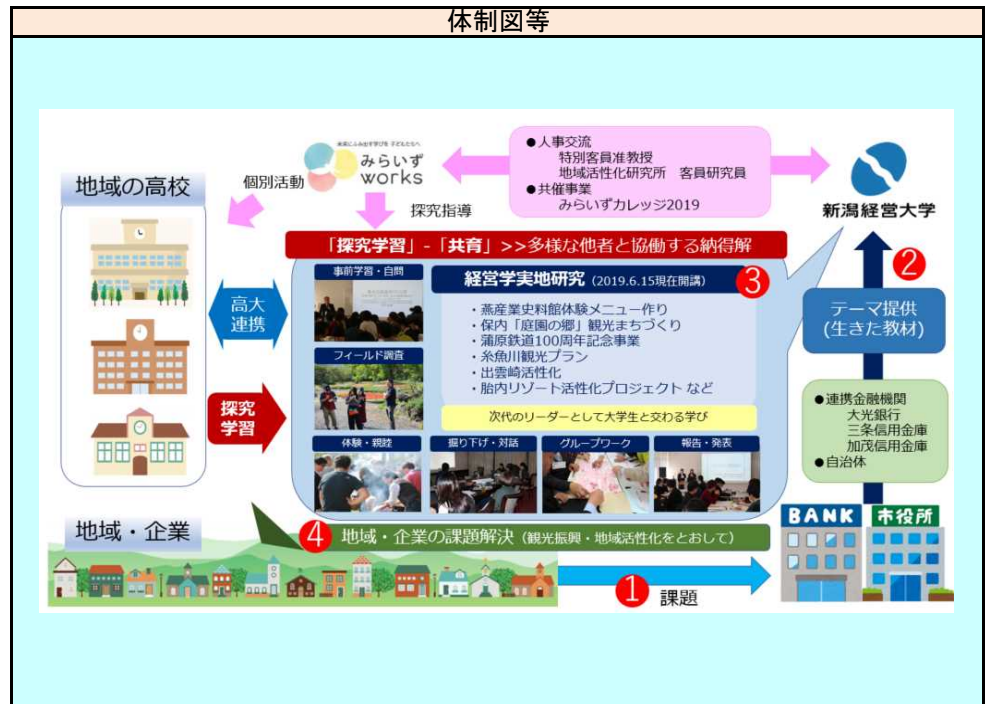 体制図等
未来にふみ出す学びを 子どもたちへ
みらいず
works
個別活動
探究指導
●人事交流
特別客員准教授
地域活性化研究所 客員研究員
●共催事業
みらいずカレッジ2019
新潟経営大学
地域の高校
高大
連携
探究
学習
「探究学習」-「共育」>>多様な他者と協働する納得解
事前学習・自問
フィールド調査
経営学実地研究(2019.6.15現在開講)
3
・燕産業史料館体験メニュー作り
・保内「庭園の郷」観光まちづくり
・蒲原鉄道100周年記念事業
・糸魚川観光プラン
・出雲崎活性化
・胎内リゾート活性化プロジェクト など
次代のリーダーとして大学生と交わる学び
体験・親睦
掘り下げ・対話
グループワーク
報告・発表
2
テーマ提供
(生きた教材)
●連携金融機関
大光銀行
三条信用金庫
加茂信用金庫
●自治体
BANK
市役所
地域・企業
4
地域・企業の課題解決(観光振興・地域活性化をとおして)
1
課題